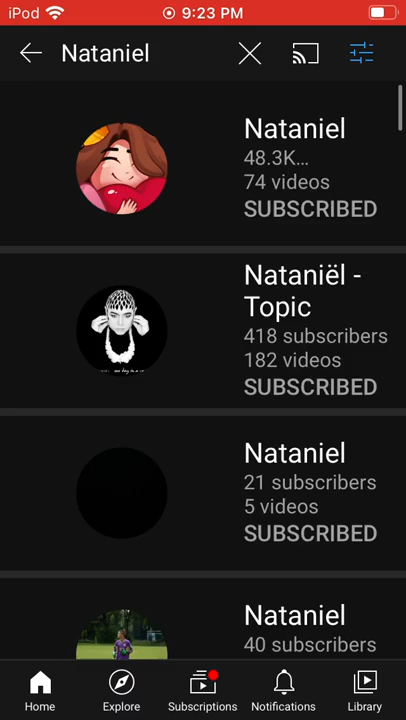 iPod 9:23 PM
Nataniel
Nataniel
48.3K...
74 videos
SUBSCRIBED
Nataniël -
Topic
418 subscribers
182 videos
SUBSCRIBED
Nataniel
21 subscribers
5 videos
SUBSCRIBED
Nataniel
40 subscribers
Home Explore Subscriptions Notifications Library